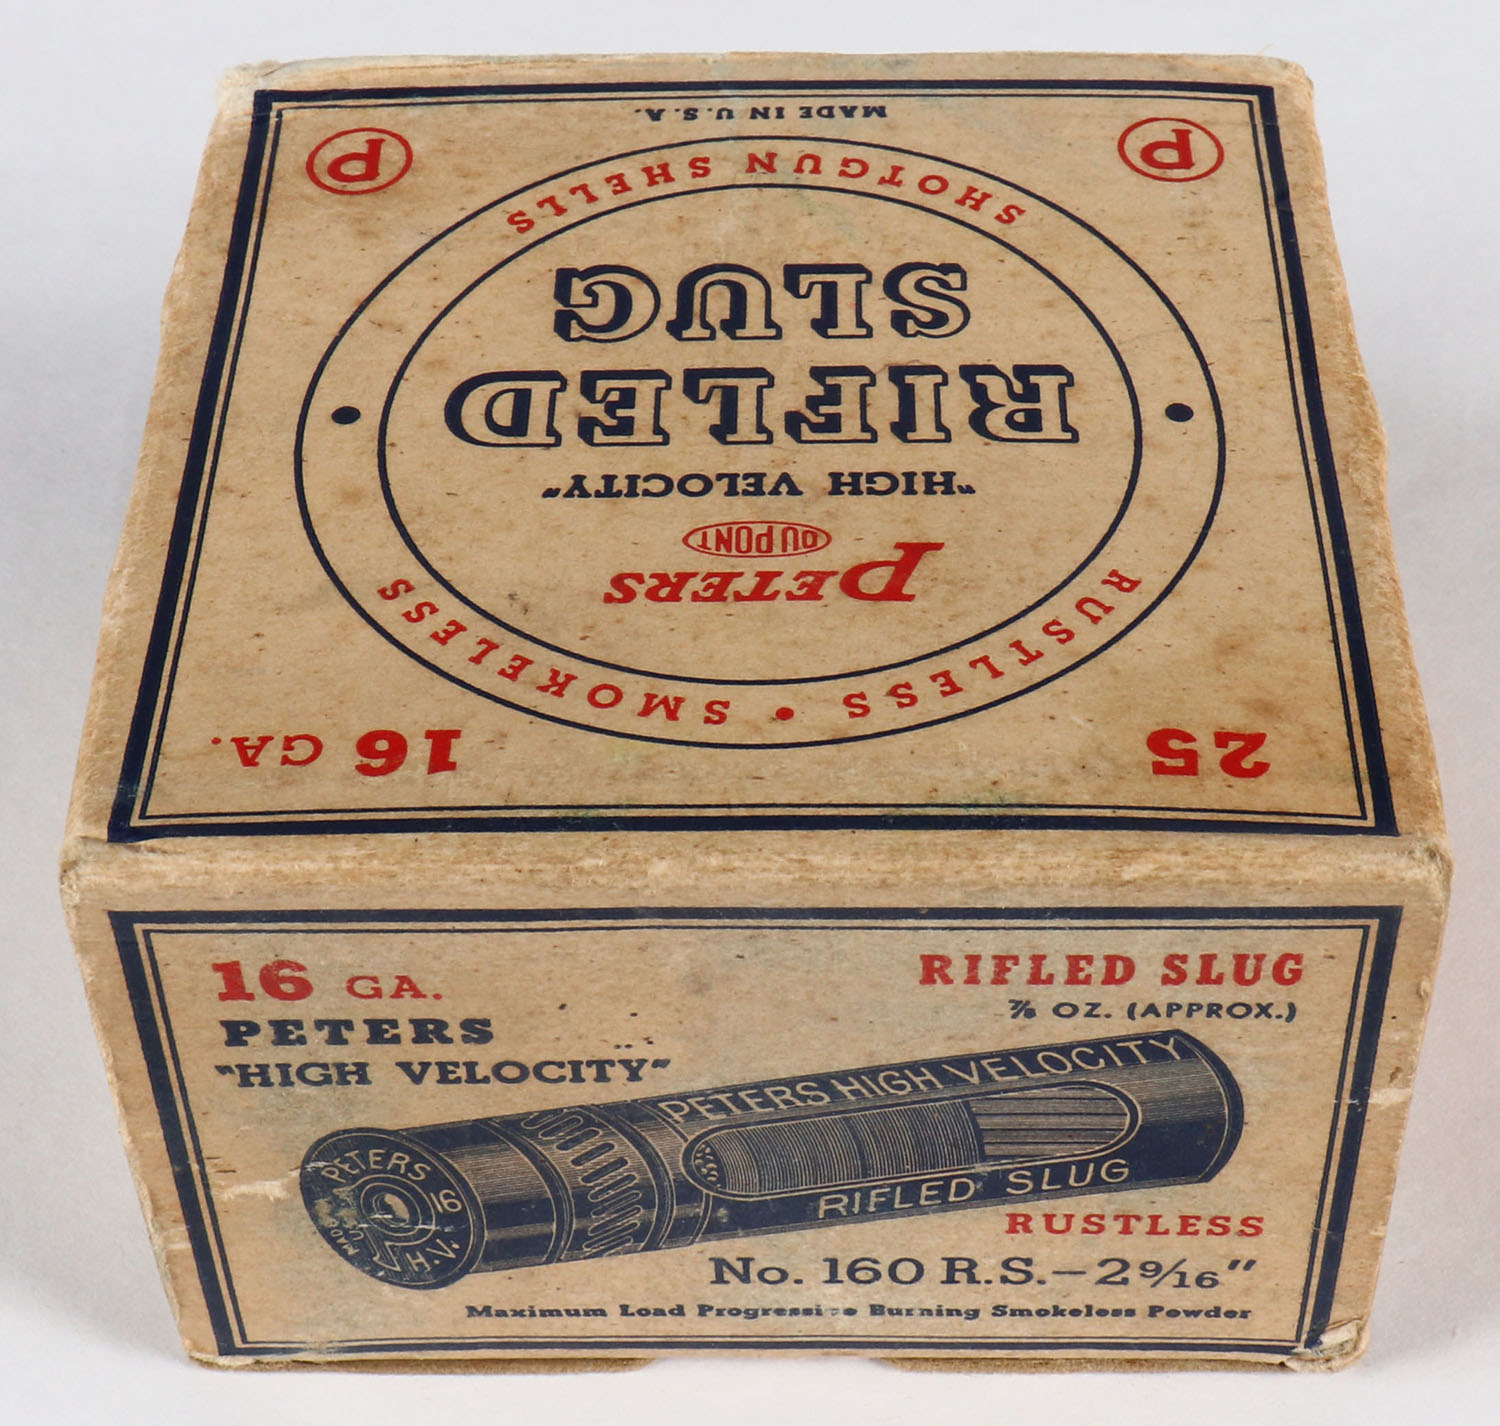 16 GA.
25
RUSTLESS • SMOKELESS
PETERS
DU PONT
"HIGH VELOCITY"
RIFLED
SLUG
SHOTGUN SHELLS
P
P
MADE IN U.S.A.
16 GA.
PETERS
"HIGH VELOCITY"
RIFLED SLUG
⅞ OZ. (APPROX.)
PETERS HIGH VELOCITY
RIFLED SLUG
PETERS
16
H.V.
RUSTLESS
No. 160 R.S.–2 9/16"
Maximum Load Progressive Burning Smokeless Powder